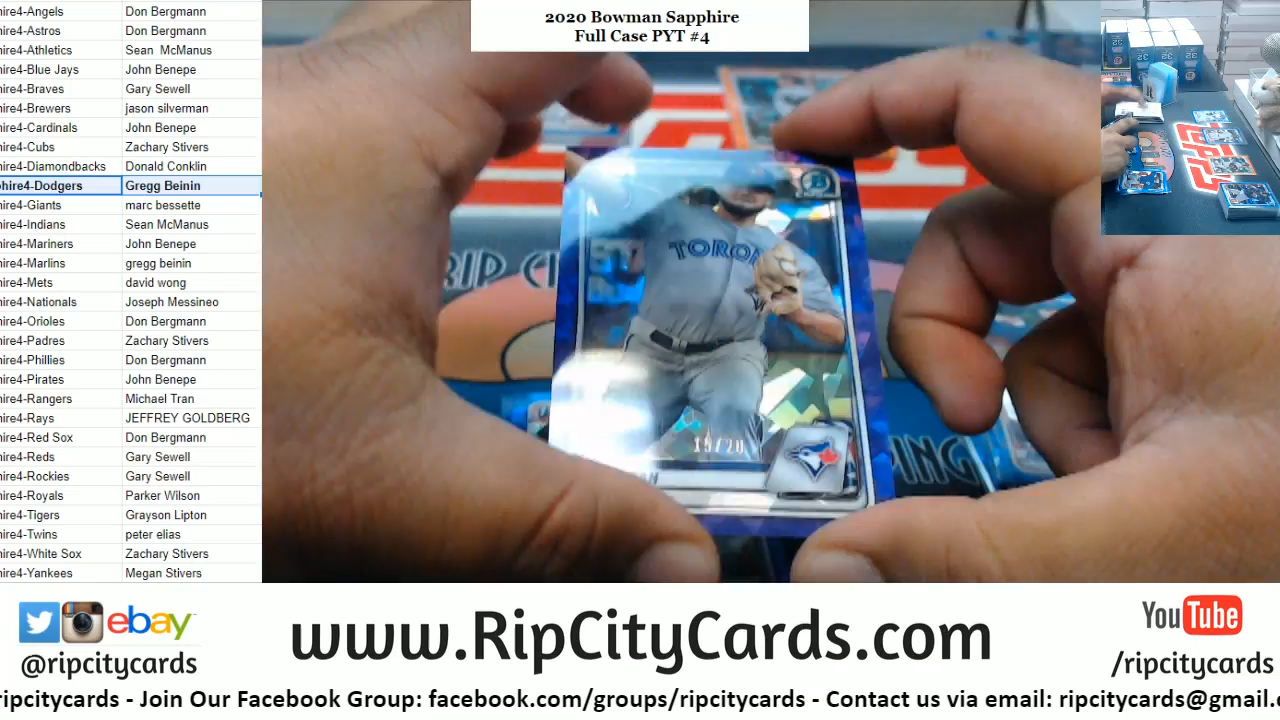 2020 Bowman Sapphire
Full Case PYT #4
hire4-Angels Don Bergmann
hire4-Astros Don Bergmann
hire4-Athletics Sean McManus
hire4-Blue Jays John Benepe
hire4-Braves Gary Sewell
hire4-Brewers jason silverman
hire4-Cardinals John Benepe
hire4-Cubs Zachary Stivers
hire4-Diamondbacks Donald Conklin
phire4-Dodgers Gregg Beinin
hire4-Giants marc bessette
hire4-Indians Sean McManus
hire4-Mariners John Benepe
hire4-Marlins gregg beinin
hire4-Mets david wong
hire4-Nationals Joseph Messineo
hire4-Orioles Don Bergmann
hire4-Padres Zachary Stivers
hire4-Phillies Don Bergmann
hire4-Pirates John Benepe
hire4-Rangers Michael Tran
hire4-Rays JEFFREY GOLDBERG
hire4-Red Sox Don Bergmann
hire4-Reds Gary Sewell
hire4-Rockies Gary Sewell
hire4-Royals Parker Wilson
hire4-Tigers Grayson Lipton
hire4-Twins peter elias
hire4-White Sox Zachary Stivers
hire4-Yankees Megan Stivers
RIP CI
TORON
ebay
@ripcitycards
www.RipCityCards.com
YouTube
/ripcitycards
ripcitycards - Join Our Facebook Group: facebook.com/groups/ripcitycards - Contact us via email: ripcitycards@gmail.